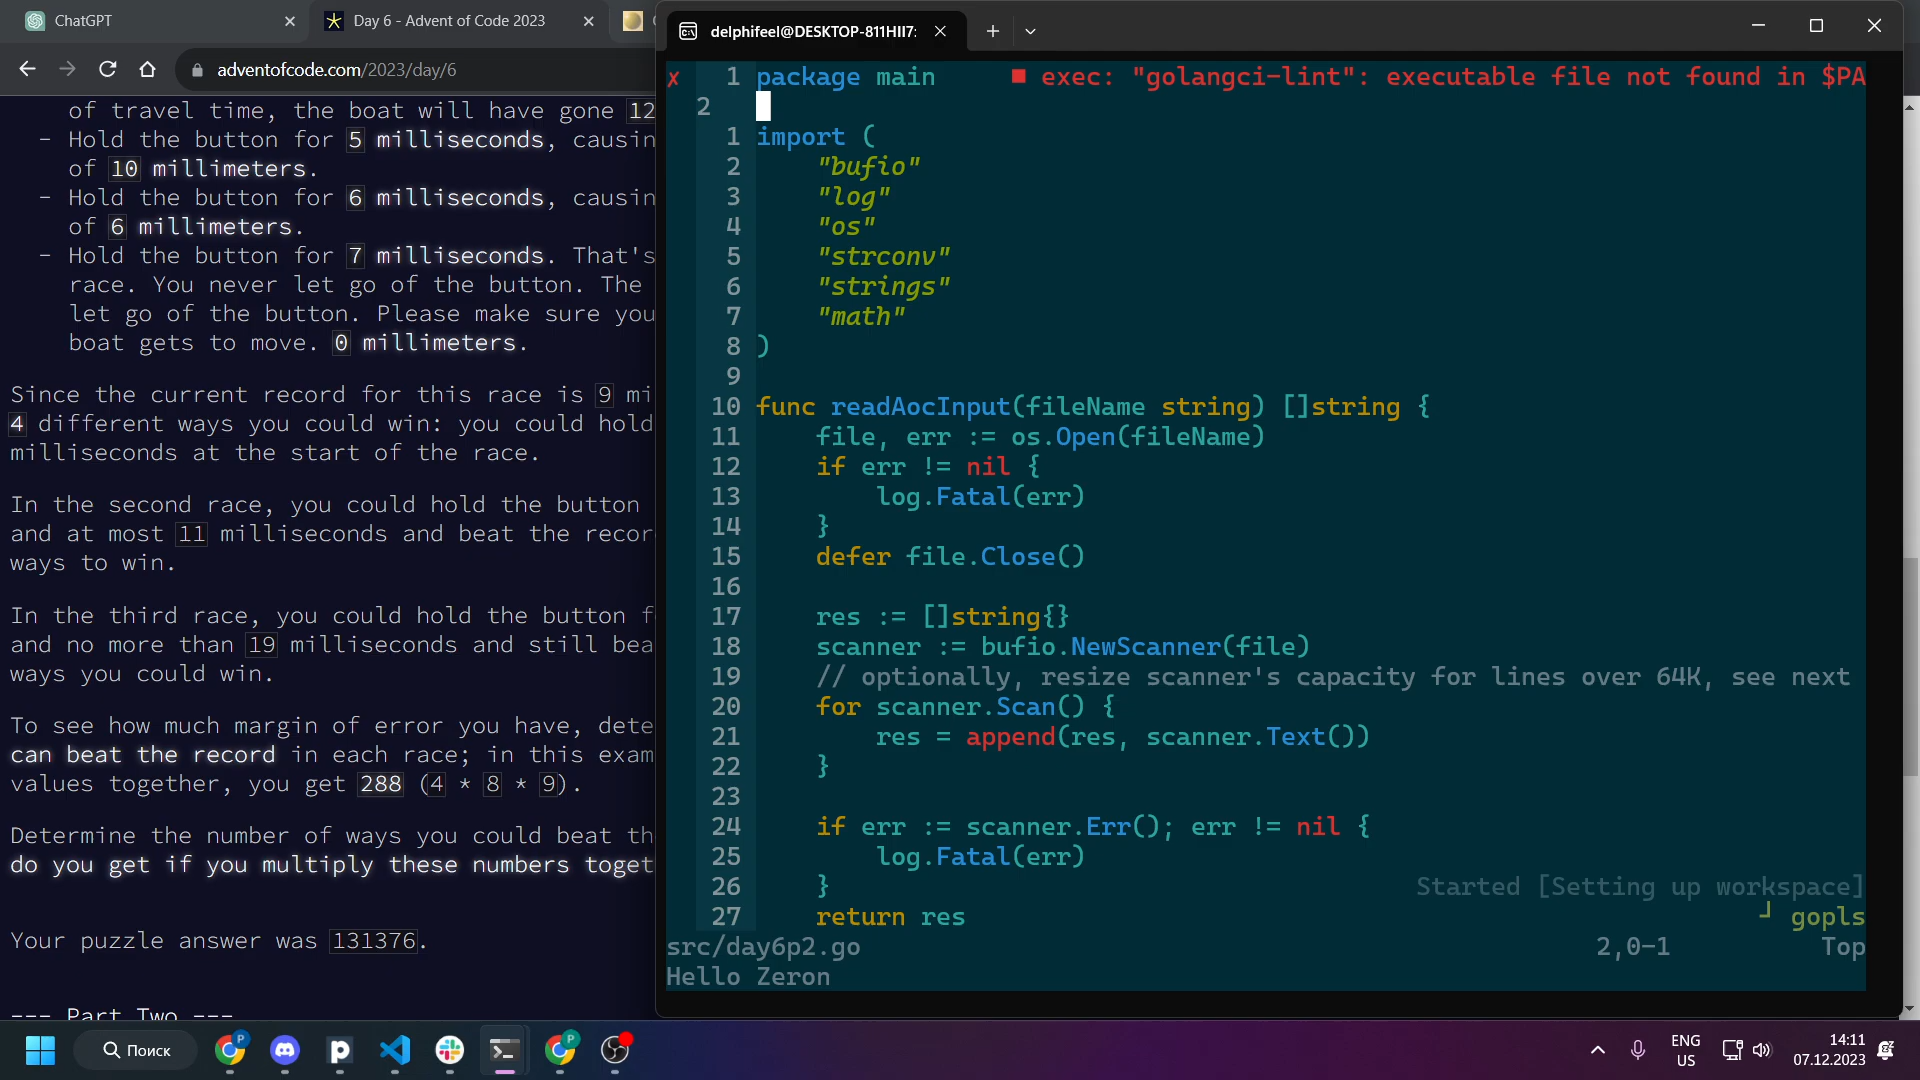 ChatGPT
Day 6 - Advent of Code 2023
adventofcode.com/2023/day/6
of travel time, the boat will have gone 12
- Hold the button for 5 milliseconds, causin
of 10 millimeters.
- Hold the button for 6 milliseconds, causin
of 6 millimeters.
- Hold the button for 7 milliseconds. That's
race. You never let go of the button. The
let go of the button. Please make sure you
boat gets to move. 0 millimeters.
Since the current record for this race is 9 mi
4 different ways you could win: you could hold
milliseconds at the start of the race.
In the second race, you could hold the button
and at most 11 milliseconds and beat the recor
ways to win.
In the third race, you could hold the button f
and no more than 19 milliseconds and still bea
ways you could win.
To see how much margin of error you have, dete
can beat the record in each race; in this exam
values together, you get 288 (4 * 8 * 9).
Determine the number of ways you could beat th
do you get if you multiply these numbers toget
Your puzzle answer was 131376.
--- Part Two ---
delphifeel@DESKTOP-811HII7:
✗ 1 package main ■ exec: "golangci-lint": executable file not found in $PA
2
1 import (
2 "bufio"
3 "log"
4 "os"
5 "strconv"
6 "strings"
7 "math"
8 )
9
10 func readAocInput(fileName string) []string {
11 file, err := os.Open(fileName)
12 if err != nil {
13 log.Fatal(err)
14 }
15 defer file.Close()
16
17 res := []string{}
18 scanner := bufio.NewScanner(file)
19 // optionally, resize scanner's capacity for lines over 64K, see next
20 for scanner.Scan() {
21 res = append(res, scanner.Text())
22 }
23
24 if err := scanner.Err(); err != nil {
25 log.Fatal(err)
26 } Started [Setting up workspace]
27 return res ┘ gopls
src/day6p2.go 2,0-1 Top
Hello Zeron
Поиск
ENG
US
14:11
07.12.2023